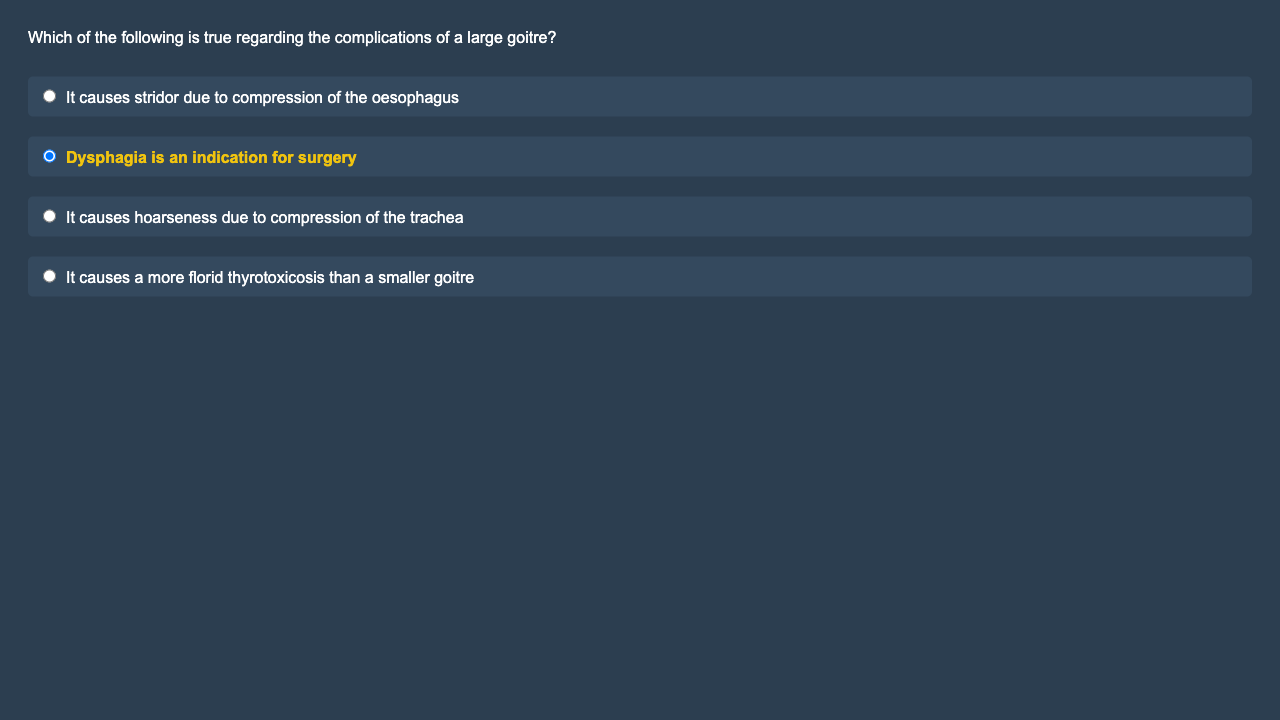 Which of the following is true regarding the complications of a large goitre?
It causes stridor due to compression of the oesophagus
Dysphagia is an indication for surgery
It causes hoarseness due to compression of the trachea
It causes a more florid thyrotoxicosis than a smaller goitre